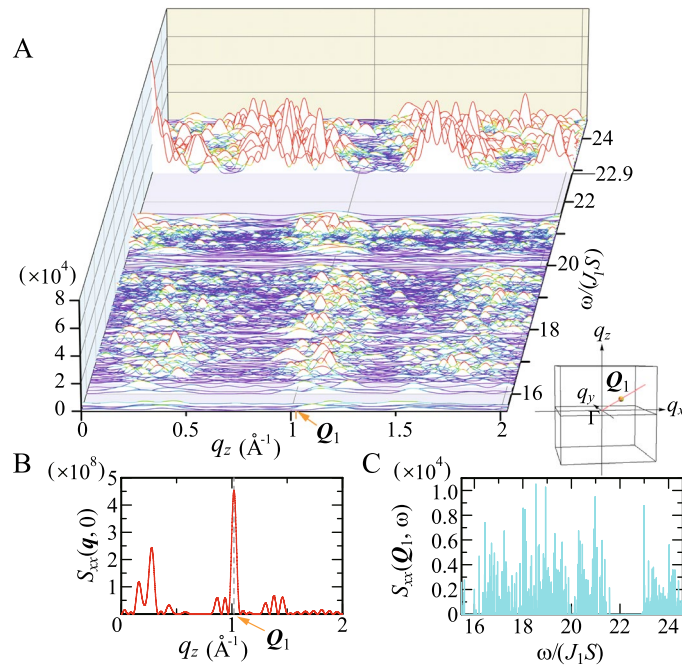 A
24
22.9
22
20
18
16
ω/(J₁S)
(×10⁴)
8
6
4
2
0
0
0.5
1
1.5
2
q_z (Å⁻¹)
Q₁
q_z
Q₁
q_y
q_x
Γ
B
(×10⁸)
5
4
3
2
1
0
S_xx(q, 0)
0
1
2
q_z (Å⁻¹)
Q₁
C
(×10⁴)
1.0
0.8
0.6
0.4
0.2
0
S_xx(Q₁, ω)
16
18
20
22
24
ω/(J₁S)